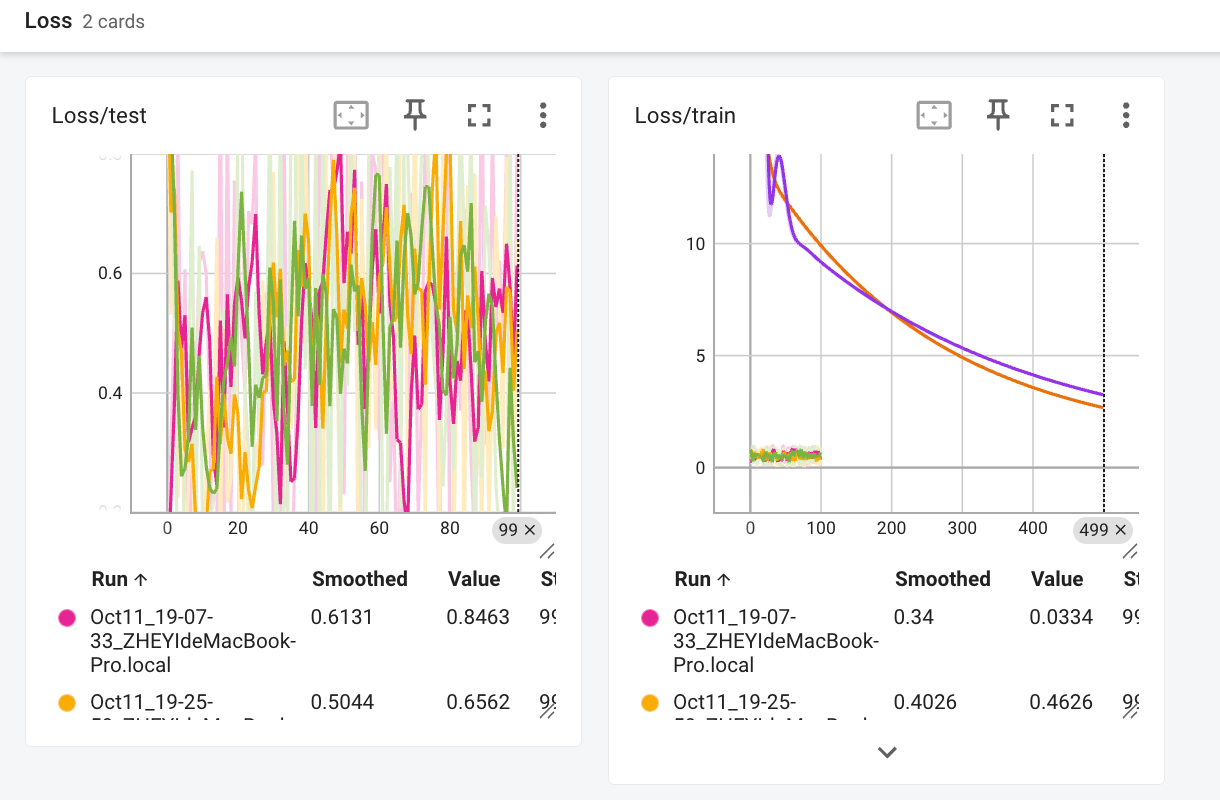 Loss 2 cards
Loss/test
0.6
0.4
0 20 40 60 80 99 ×
Run ↑ Smoothed Value St
Oct11_19-07- 0.6131 0.8463 99
33_ZHEYIdeMacBook-
Pro.local
Oct11_19-25- 0.5044 0.6562 99
Loss/train
10
5
0
0 100 200 300 400 499 ×
Run ↑ Smoothed Value St
Oct11_19-07- 0.34 0.0334 99
33_ZHEYIdeMacBook-
Pro.local
Oct11_19-25- 0.4026 0.4626 99